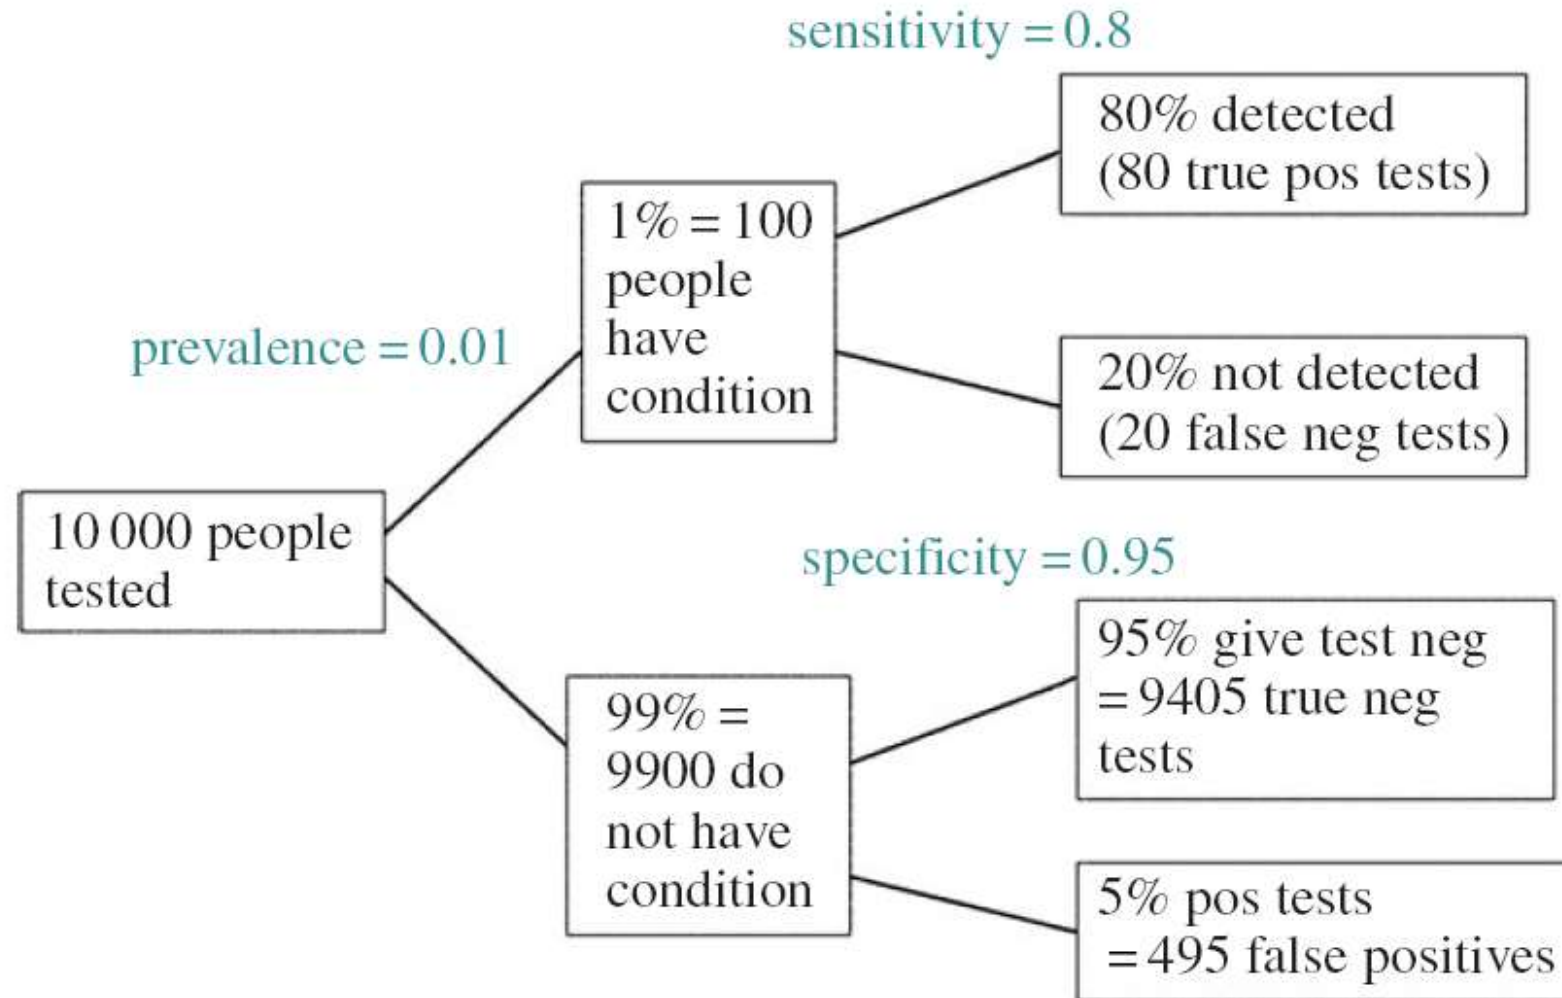 sensitivity = 0.8
80% detected
(80 true pos tests)
1% = 100
people
have
condition
prevalence = 0.01
20% not detected
(20 false neg tests)
10 000 people
tested
specificity = 0.95
95% give test neg
= 9405 true neg
tests
99% =
9900 do
not have
condition
5% pos tests
= 495 false positives